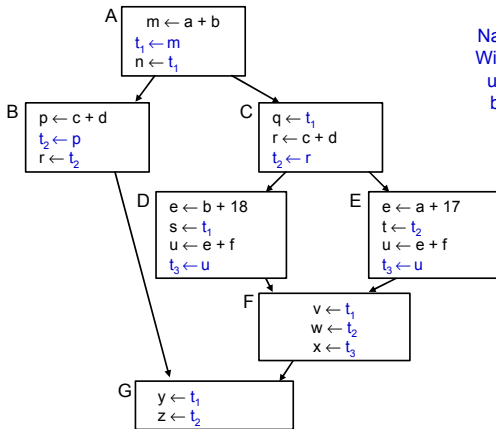 A
m ← a + b
t₁ ← m
n ← t₁
B
p ← c + d
t₂ ← p
r ← t₂
C
q ← t₁
r ← c + d
t₂ ← r
D
e ← b + 18
s ← t₁
u ← e + f
t₃ ← u
E
e ← a + 17
t ← t₂
u ← e + f
t₃ ← u
F
v ← t₁
w ← t₂
x ← t₃
G
y ← t₁
z ← t₂